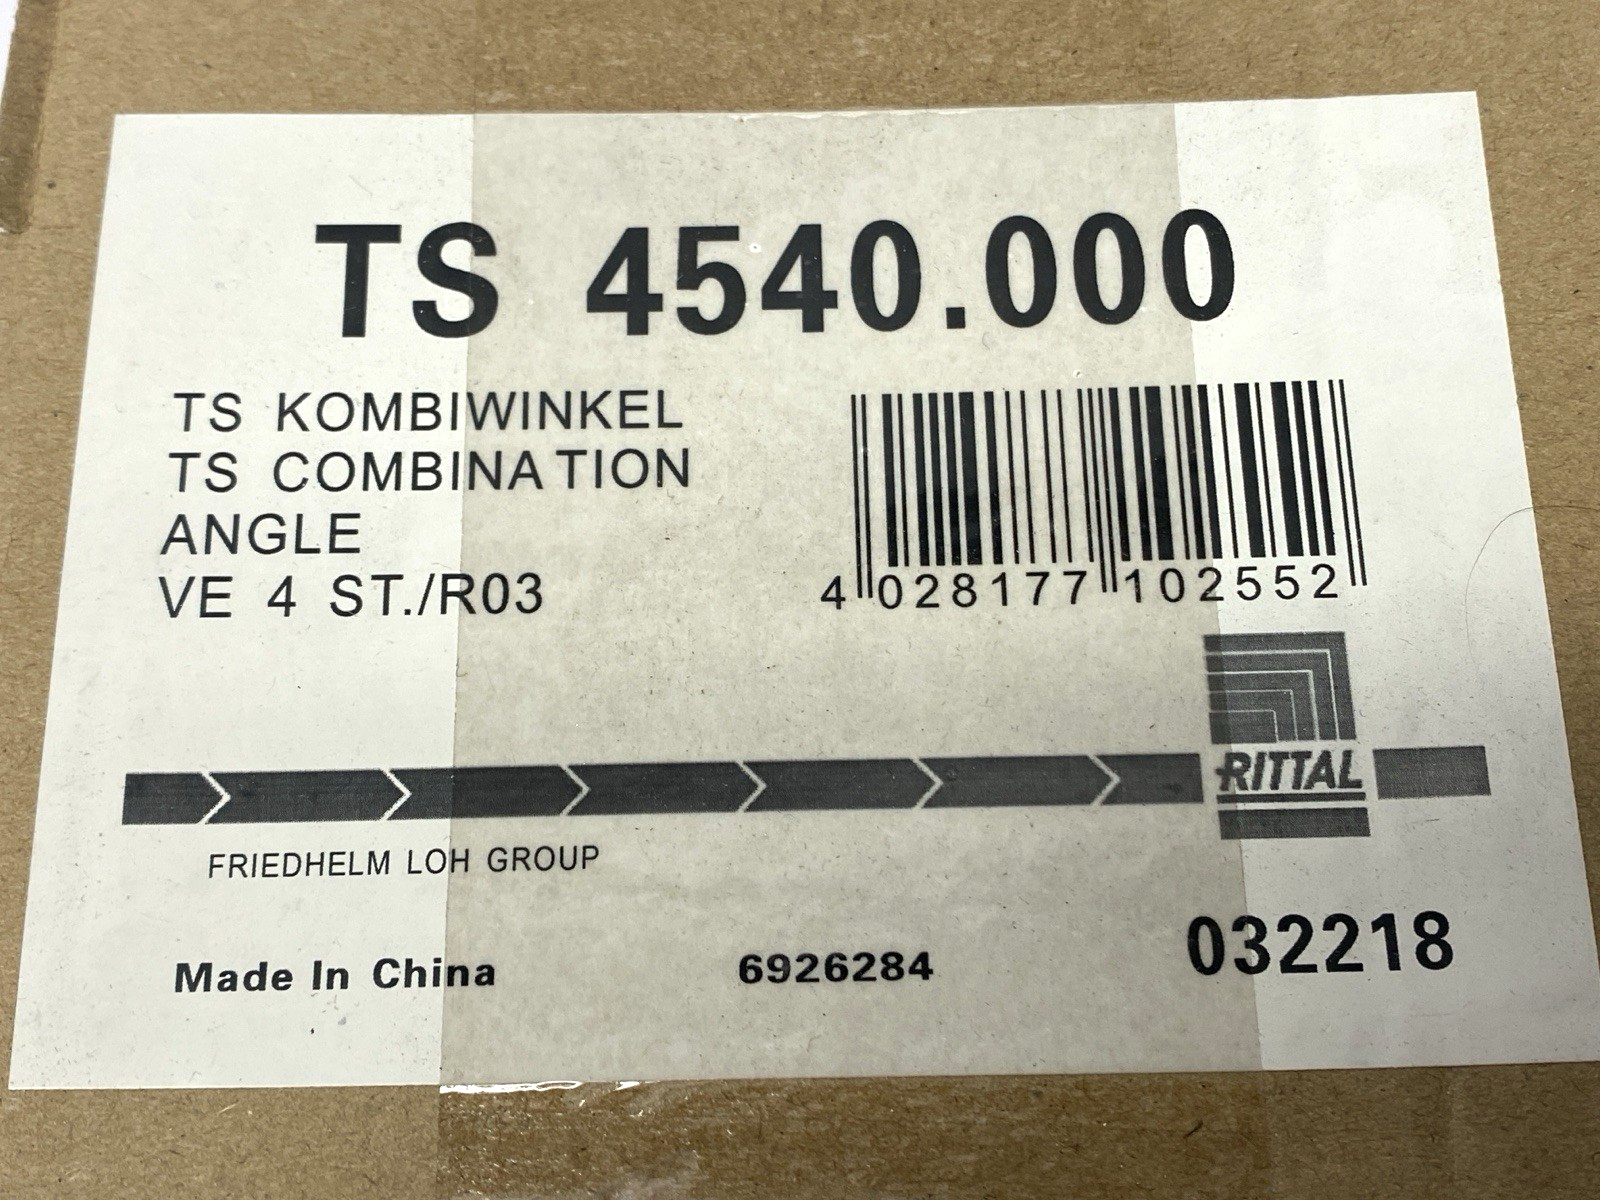 TS 4540.000
TS KOMBIWINKEL
TS COMBINATION
ANGLE
VE 4 ST./R03
4 028177 102552
RITTAL
FRIEDHELM LOH GROUP
Made In China 6926284 032218